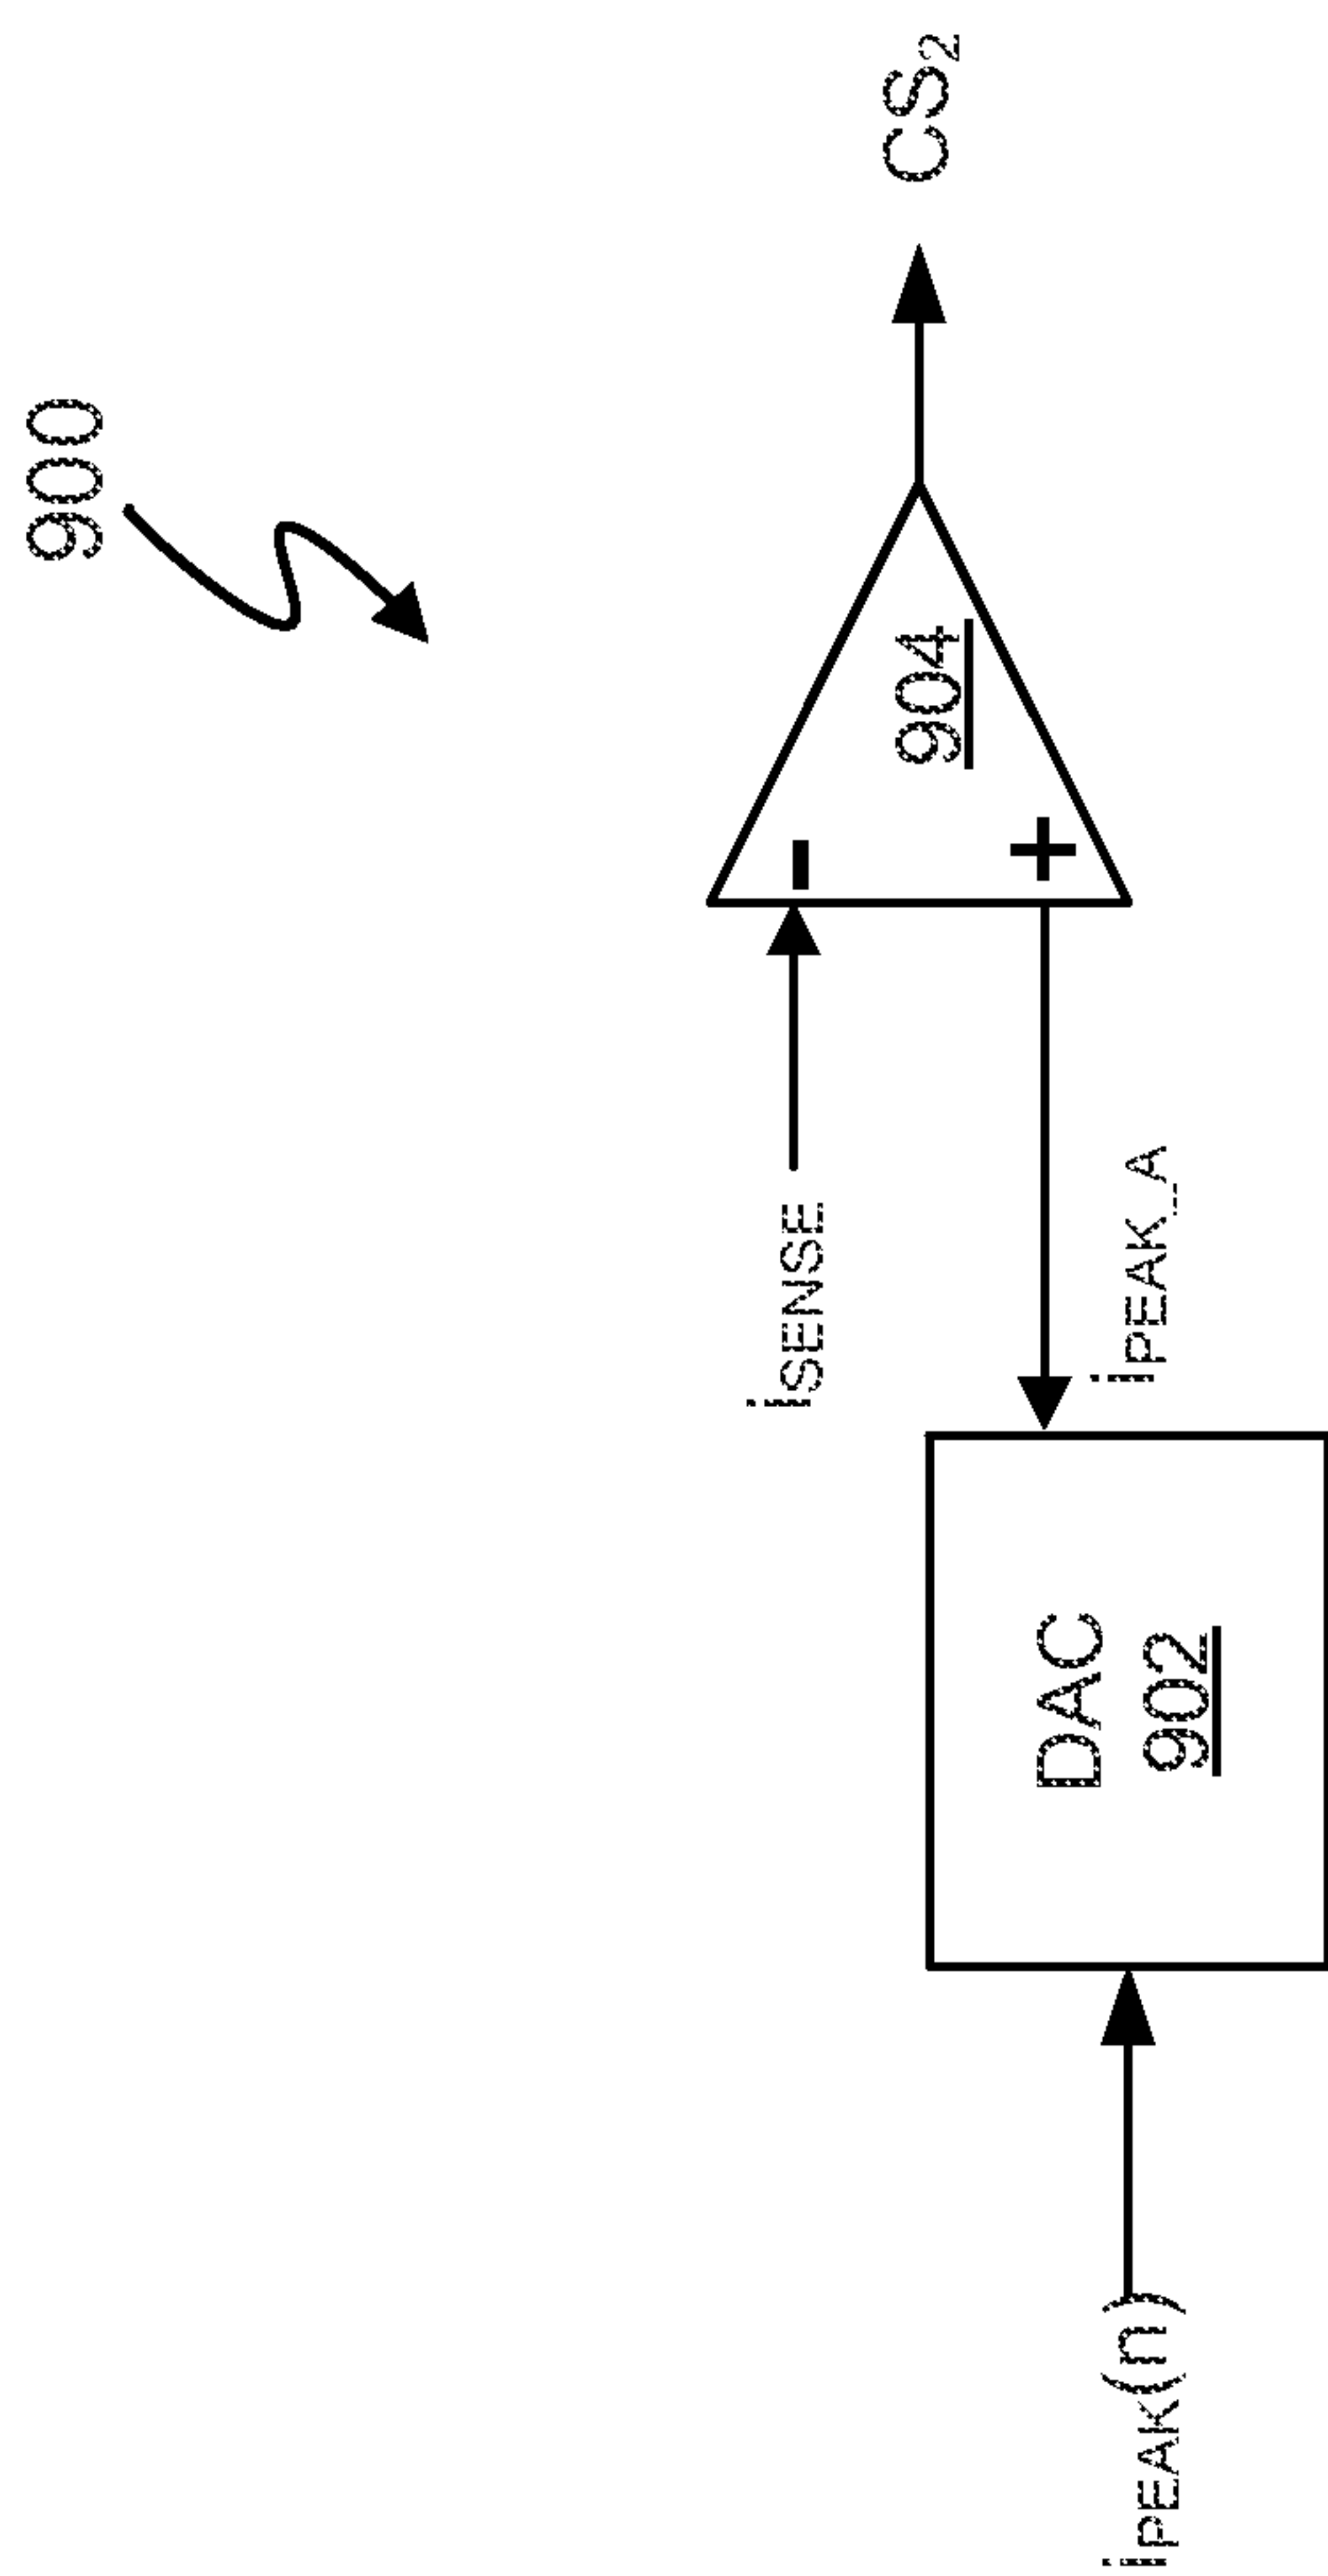 900
iSENSE
904
CS₂
iPEAK_A
DAC
902
iPEAK(n)
-
+